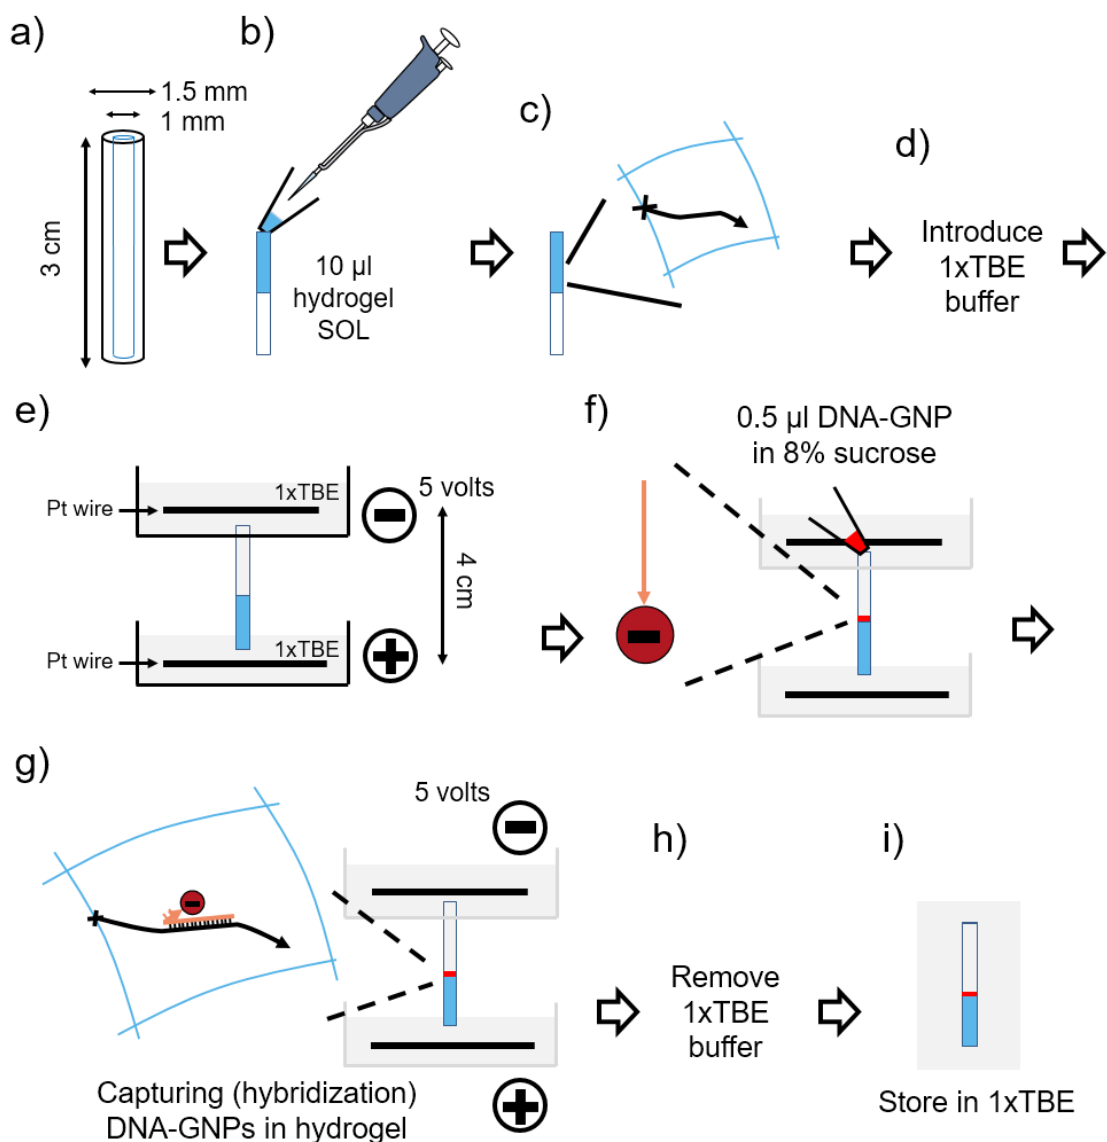 a)
1.5 mm
1 mm
3 cm
b)
10 µl
hydrogel
SOL
c)
d)
Introduce
1xTBE
buffer
e)
1xTBE
Pt wire
5 volts
4 cm
1xTBE
Pt wire
f)
0.5 µl DNA-GNP
in 8% sucrose
g)
5 volts
Capturing (hybridization)
DNA-GNPs in hydrogel
h)
Remove
1xTBE
buffer
i)
Store in 1xTBE